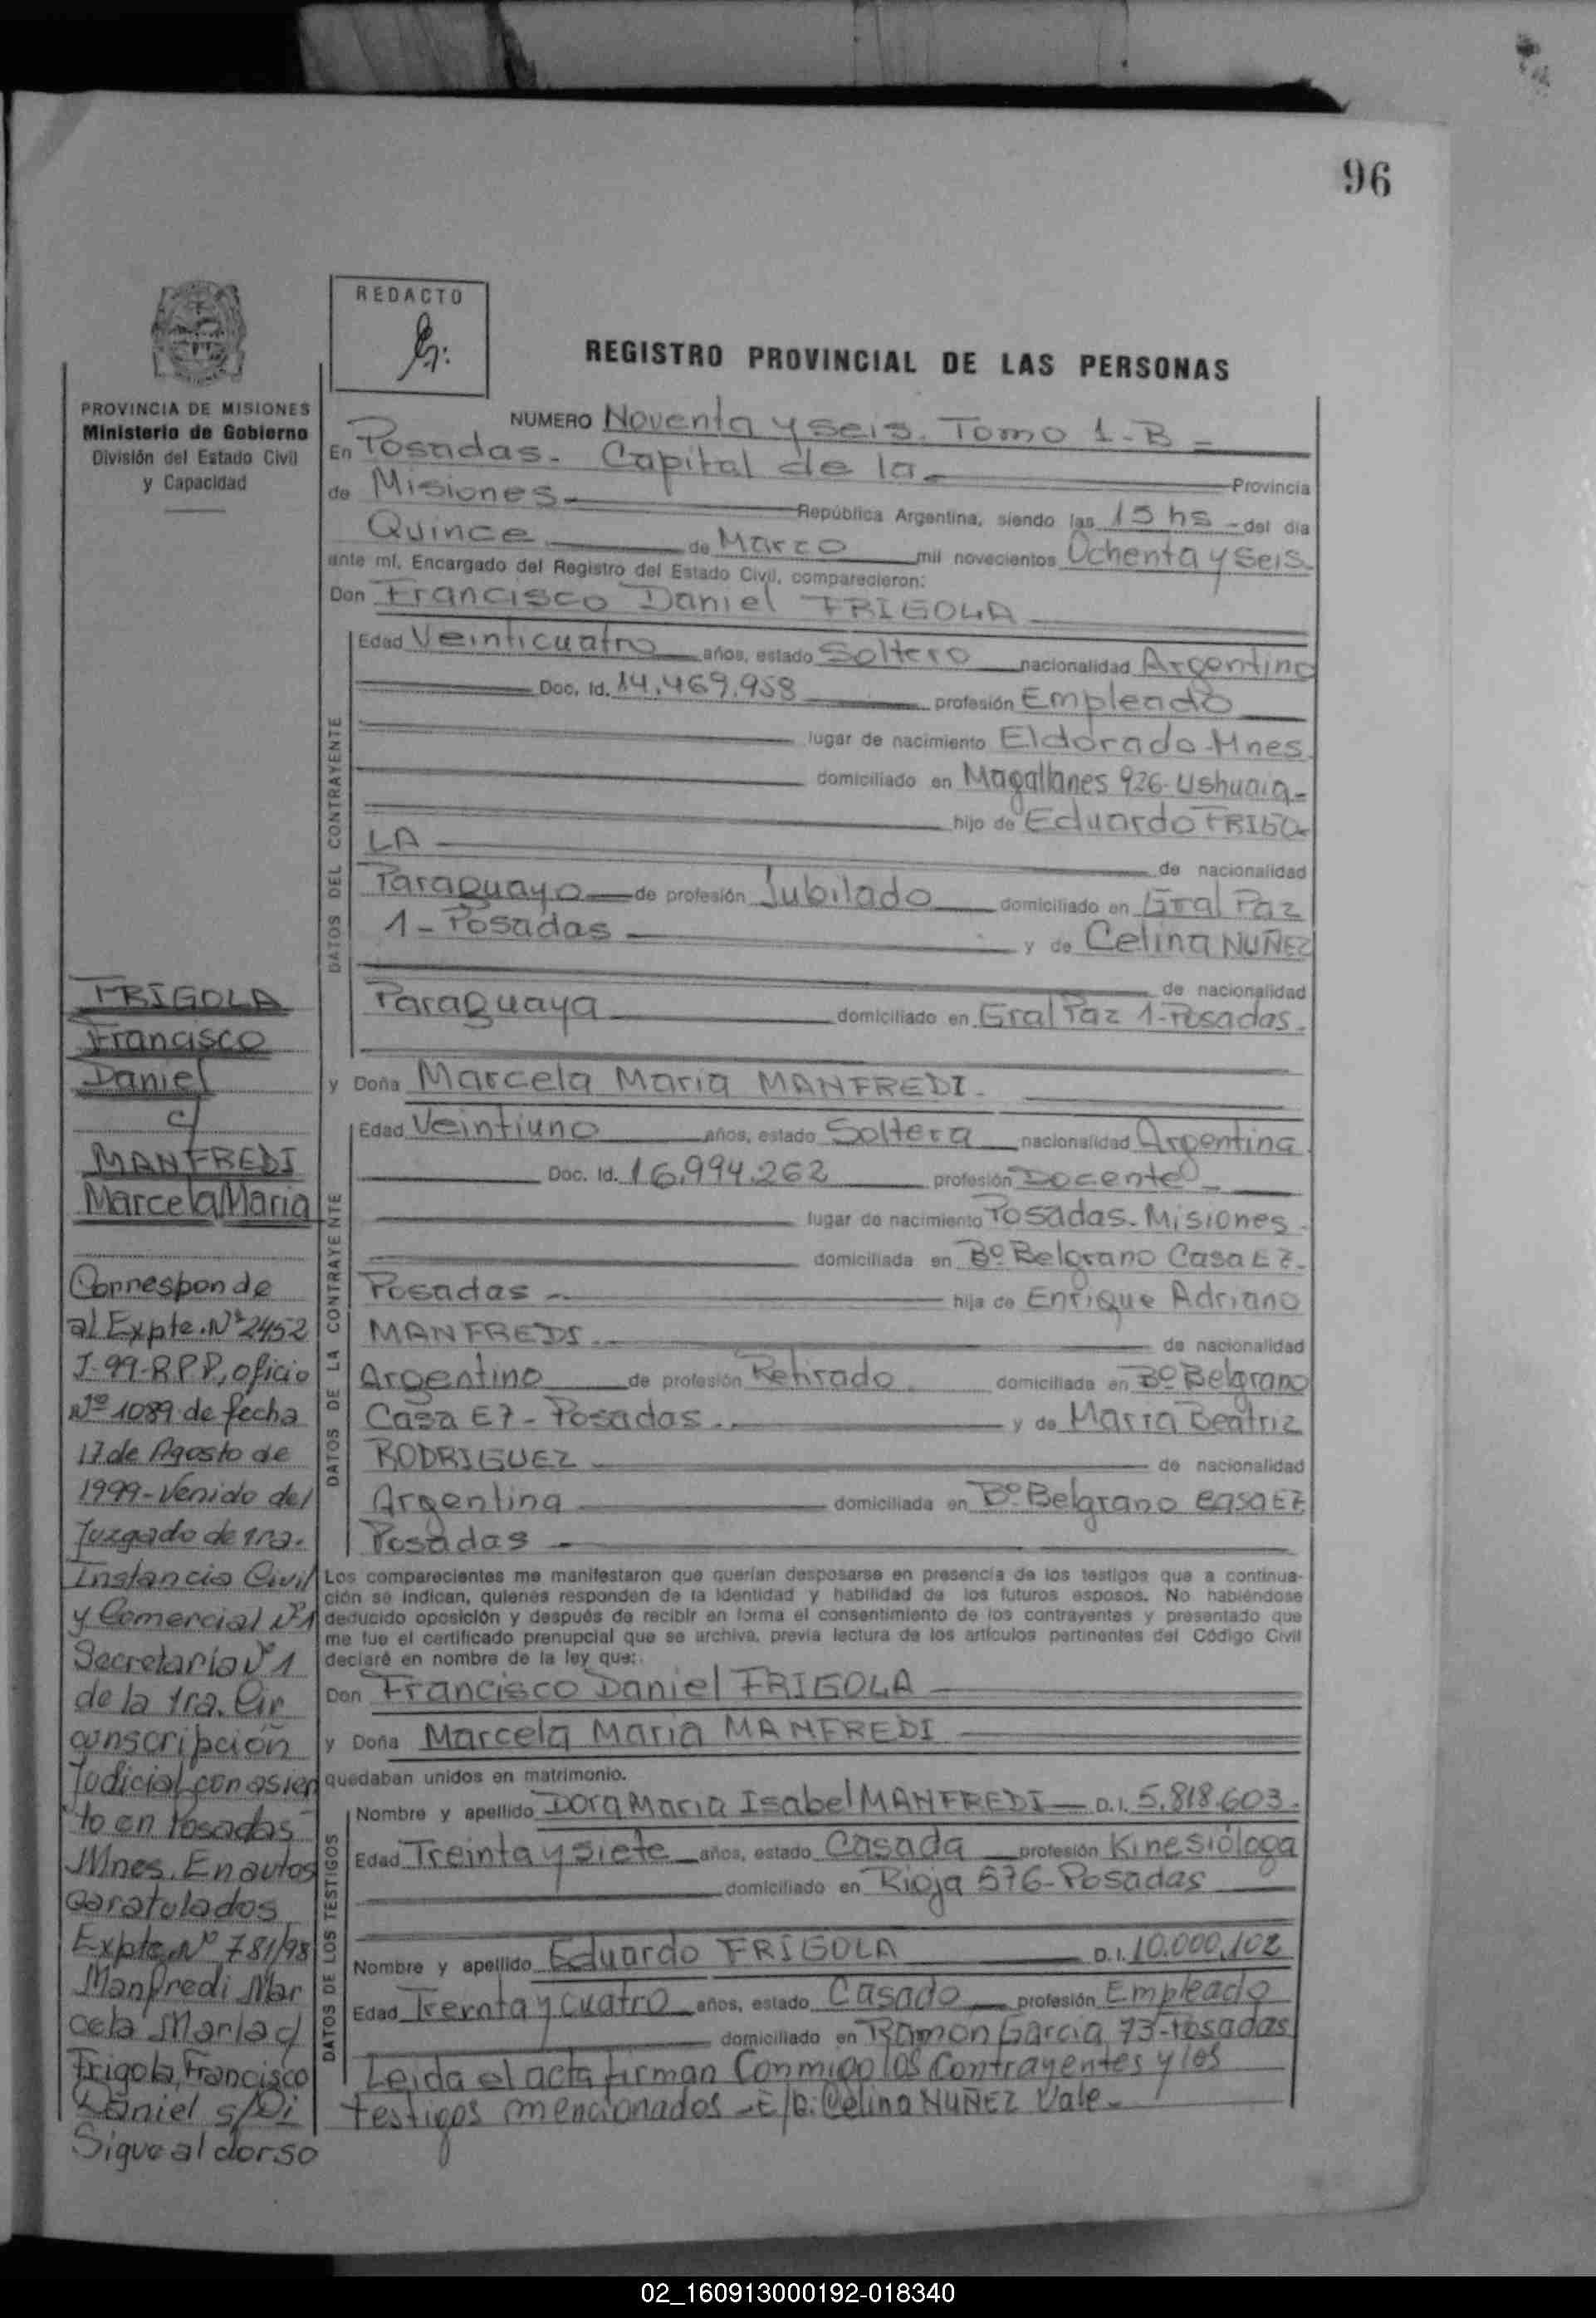 96
REDACTO
REGISTRO PROVINCIAL DE LAS PERSONAS
PROVINCIA DE MISIONES
Ministerio de Gobierno
División del Estado Civil
y Capacidad
NUMERO Noventa y seis. Tomo 1-B
En Posadas. Capital de la Provincia
de Misiones República Argentina, siendo las 15 hs del día
Quince de Marzo mil novecientos Ochenta y seis.
ante mí, Encargado del Registro del Estado Civil, comparecieron:
Don Francisco Daniel FRIGOLA
DATOS DEL CONTRAYENTE
Edad Veinticuatro años, estado Soltero nacionalidad Argentino
Doc. Id. 14.469.958 profesión Empleado
lugar de nacimiento Eldorado-Mnes.
domiciliado en Magallanes 926-Ushuaia-
hijo de Eduardo FRIGO-
LA de nacionalidad
Paraguayo de profesión Jubilado domiciliado en Gral Paz
1-Posadas y de Celina NUÑEZ
de nacionalidad
Paraguaya domiciliado en Gral Paz 1-Posadas.
y Doña Marcela Maria MANFREDI.
DATOS DE LA CONTRAYENTE
Edad Veintiuno años, estado Soltera nacionalidad Argentina
Doc. Id. 16.994.262 profesión Docente
lugar de nacimiento Posadas-Misiones.
domiciliada en Bº Belgrano Casa E7-
Posadas hija de Enrique Adriano
MANFREDI de nacionalidad
Argentino de profesión Retirado domiciliada en Bº Belgrano
Casa E7-Posadas y de Maria Beatriz
RODRIGUEZ de nacionalidad
Argentina domiciliada en Bº Belgrano Casa E7
Posadas
Los comparecientes me manifestaron que querían desposarse en presencia de los testigos que a continua-
ción se indican, quienes responden de la identidad y habilidad de los futuros esposos. No habiéndose
deducido oposición y después de recibir en forma el consentimiento de los contrayentes y presentado que
me fue el certificado prenupcial que se archiva, previa lectura de los artículos pertinentes del Código Civil
declaré en nombre de la ley que:
Don Francisco Daniel FRIGOLA
y Doña Marcela Maria MANFREDI
quedaban unidos en matrimonio.
DATOS DE LOS TESTIGOS
Nombre y apellido Dora Maria Isabel MANFREDI D.I. 5.818.603.
Edad Treinta y siete años, estado Casada profesión Kinesióloga
domiciliado en Rioja 576-Posadas
Nombre y apellido Eduardo FRIGOLA D.I. 10.000.102
Edad Treinta y cuatro años, estado Casado profesión Empleado
domiciliado en Ramon Garcia 73-Posadas
Leida el acta firman Conmigo los Contrayentes y los
testigos mencionados -E/R: Celina NUÑEZ Vale-
FRIGOLA
Francisco
Daniel
c/
MANFREDI
Marcela Maria
Corresponde
al Expte. Nº 2452
J-99-RPP, oficio
Nº 1089 de fecha
17 de Agosto de
1999-Venido del
Juzgado de 1ra.
Instancia Civil
y Comercial Nº1
Secretaria Nº1
de la 1ra. Cir
cunscripción
Judicial con asien
to en Posadas
Mnes. En autos
caratulados
Expte Nº 781/98
Manfredi Mar
cela Maria c/
Frigola, Francisco
Daniel s/Di
Sigue al dorso
02_160913000192-018340